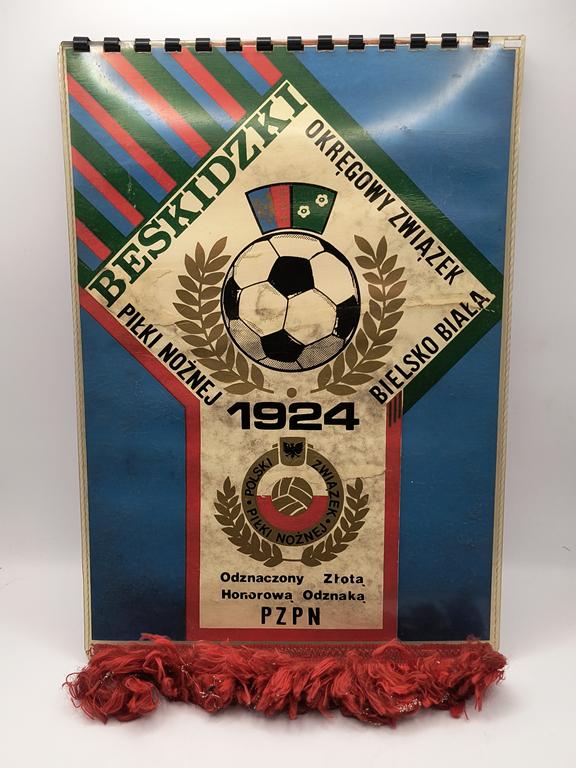 BESKIDZKI
OKRĘGOWY ZWIĄZEK
PIŁKI NOŻNEJ
BIELSKO BIAŁA
1924
POLSKI ZWIĄZEK
PIŁKI NOŻNEJ
Odznaczony Złotą
Honorową Odznaką
PZPN